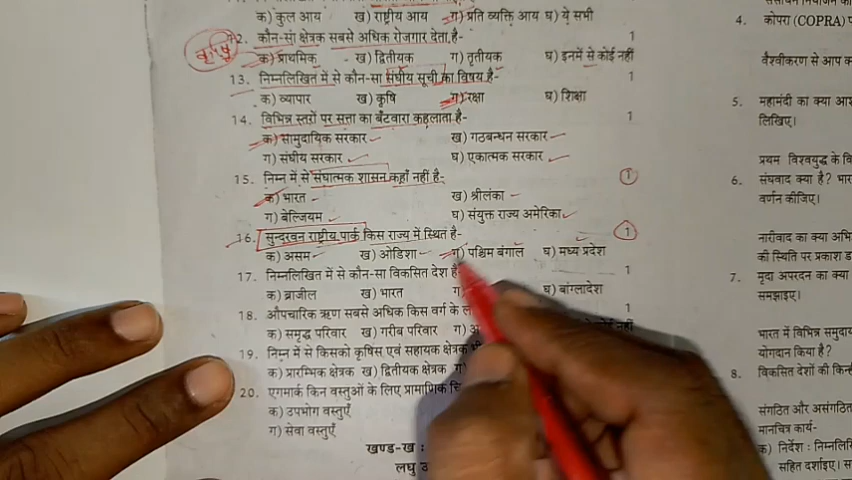 क) कुल आय ख) राष्ट्रीय आय ग) प्रति व्यक्ति आय घ) ये सभी
12. कौन-सा क्षेत्रक सबसे अधिक रोजगार देता है- 1
कृषि
क) प्राथमिक ख) द्वितीयक ग) तृतीयक घ) इनमें से कोई नहीं
13. निम्नलिखित में से कौन-सा संघीय सूची का विषय है- 1
क) व्यापार ख) कृषि ग) रक्षा घ) शिक्षा
14. विभिन्न स्तरों पर सत्ता का बँटवारा कहलाता है- 1
क) सामुदायिक सरकार ख) गठबन्धन सरकार
ग) संघीय सरकार घ) एकात्मक सरकार
15. निम्न में से संघात्मक शासन कहाँ नहीं है- 1
क) भारत ख) श्रीलंका
ग) बेल्जियम घ) संयुक्त राज्य अमेरिका
16. सुन्दरवन राष्ट्रीय पार्क किस राज्य में स्थित है- 1
क) असम ख) ओडिशा ग) पश्चिम बंगाल घ) मध्य प्रदेश
17. निम्नलिखित में से कौन-सा विकसित देश है- 1
क) ब्राजील ख) भारत ग) घ) बांग्लादेश
18. औपचारिक ऋण सबसे अधिक किस वर्ग के 1
क) समृद्ध परिवार ख) गरीब परिवार ग) नहीं
19. निम्न में से किसको कृषिस एवं सहायक क्षेत्रक भी
क) प्रारम्भिक क्षेत्रक ख) द्वितीयक क्षेत्रक ग)
20. एगमार्क किन वस्तुओं के लिए प्रामाणिक
क) उपभोग वस्तुएँ
ग) सेवा वस्तुएँ
खण्ड-ख :
लघु
4. कोपरा (COPRA)
वैश्वीकरण से आप
5. महामंदी का क्या
लिखिए।
प्रथम विश्वयुद्ध के
6. संघवाद क्या है?
वर्णन कीजिए।
नारीवाद का क्या
की स्थिति पर प्रकाश
7. मृदा अपरदन का क्या
समझाइए।
भारत में विभिन्न
योगदान किया है?
8. विकसित देशों की
संगठित और
मानचित्र कार्य-
क) निर्देश :
सहित दर्शाइए।